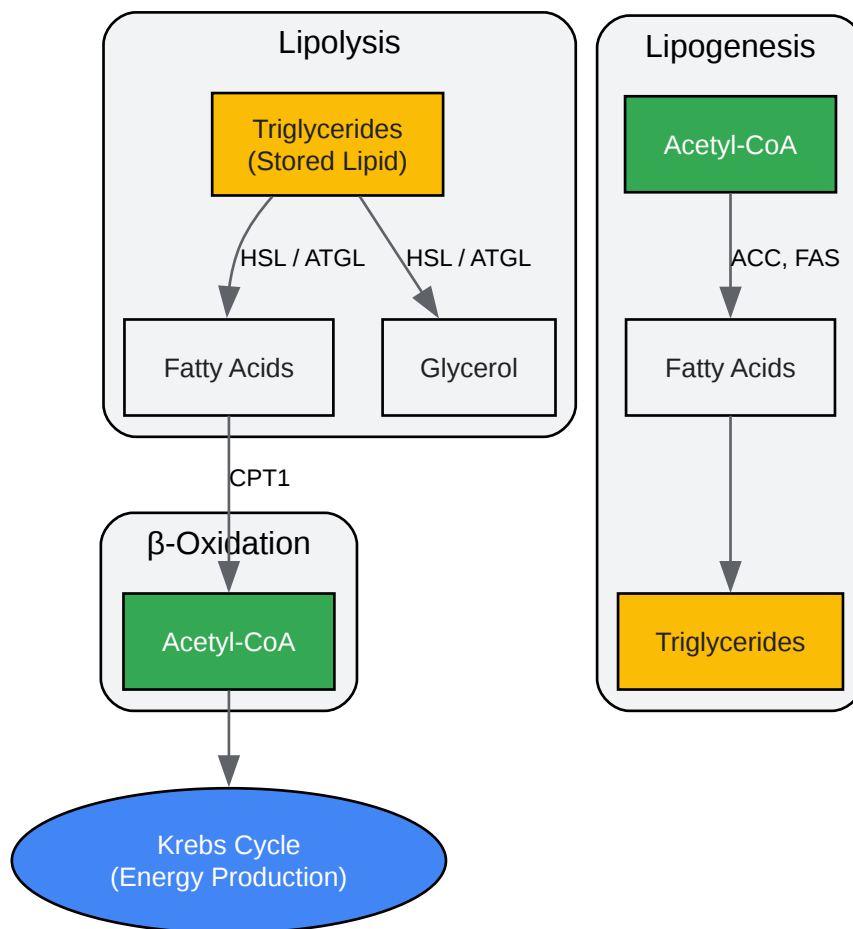 Lipolysis
Triglycerides
(Stored Lipid)
HSL / ATGL
HSL / ATGL
Fatty Acids
Glycerol
CPT1
β-Oxidation
Acetyl-CoA
Krebs Cycle
(Energy Production)
Lipogenesis
Acetyl-CoA
ACC, FAS
Fatty Acids
Triglycerides